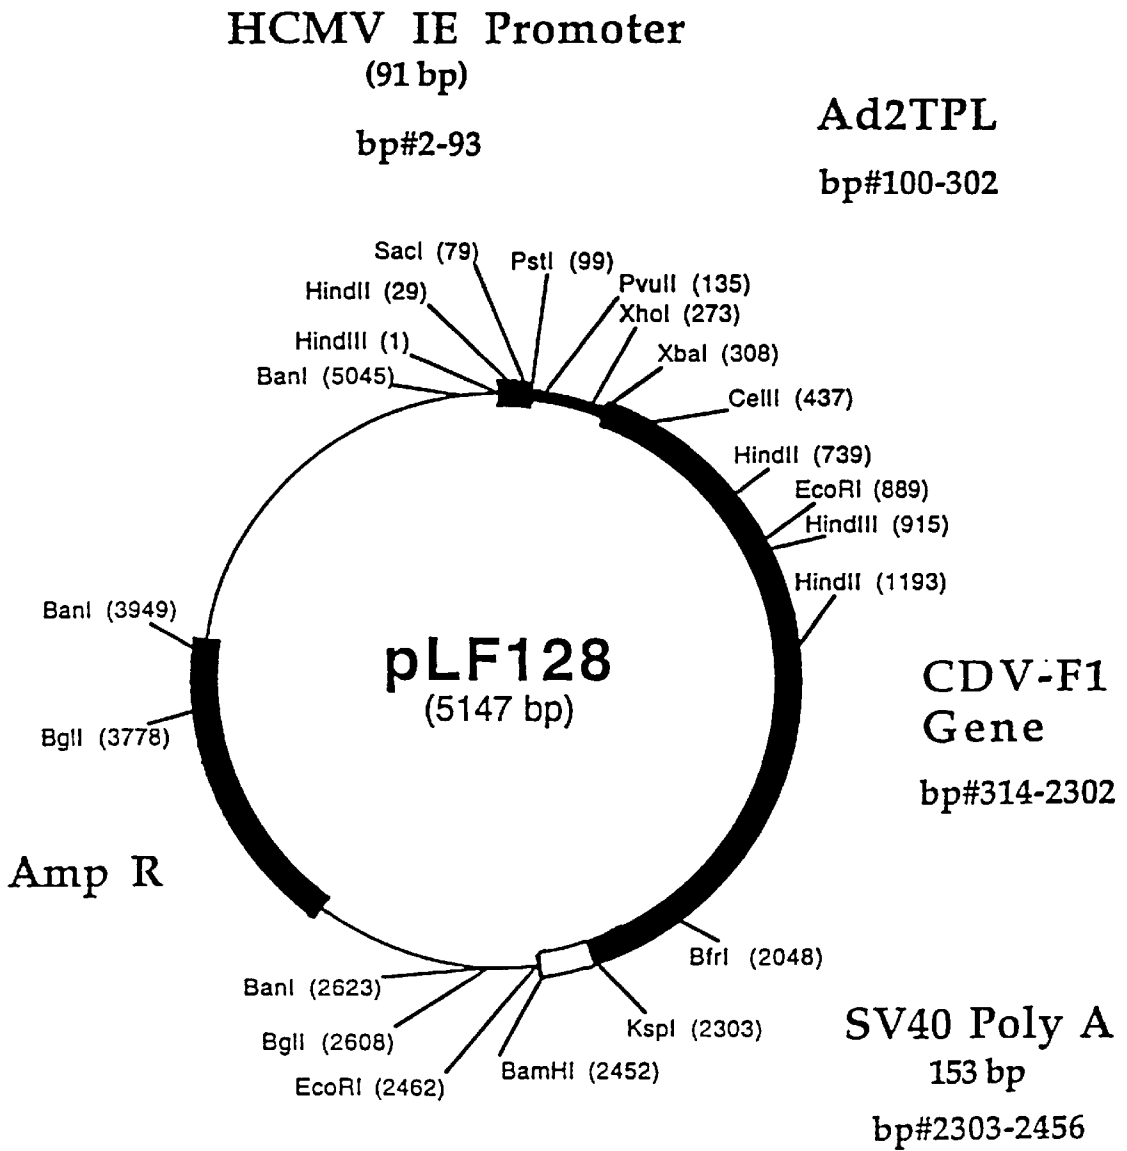 HCMV IE Promoter
(91 bp)
bp#2-93
Ad2TPL
bp#100-302
SacI (79)
PstI (99)
HindII (29)
PvuII (135)
XhoI (273)
HindIII (1)
XbaI (308)
BanI (5045)
CelII (437)
HindII (739)
EcoRI (889)
HindIII (915)
HindII (1193)
BanI (3949)
pLF128
(5147 bp)
CDV-F1
Gene
bp#314-2302
BglI (3778)
Amp R
BfrI (2048)
BanI (2623)
KspI (2303)
BglI (2608)
BamHI (2452)
EcoRI (2462)
SV40 Poly A
153 bp
bp#2303-2456